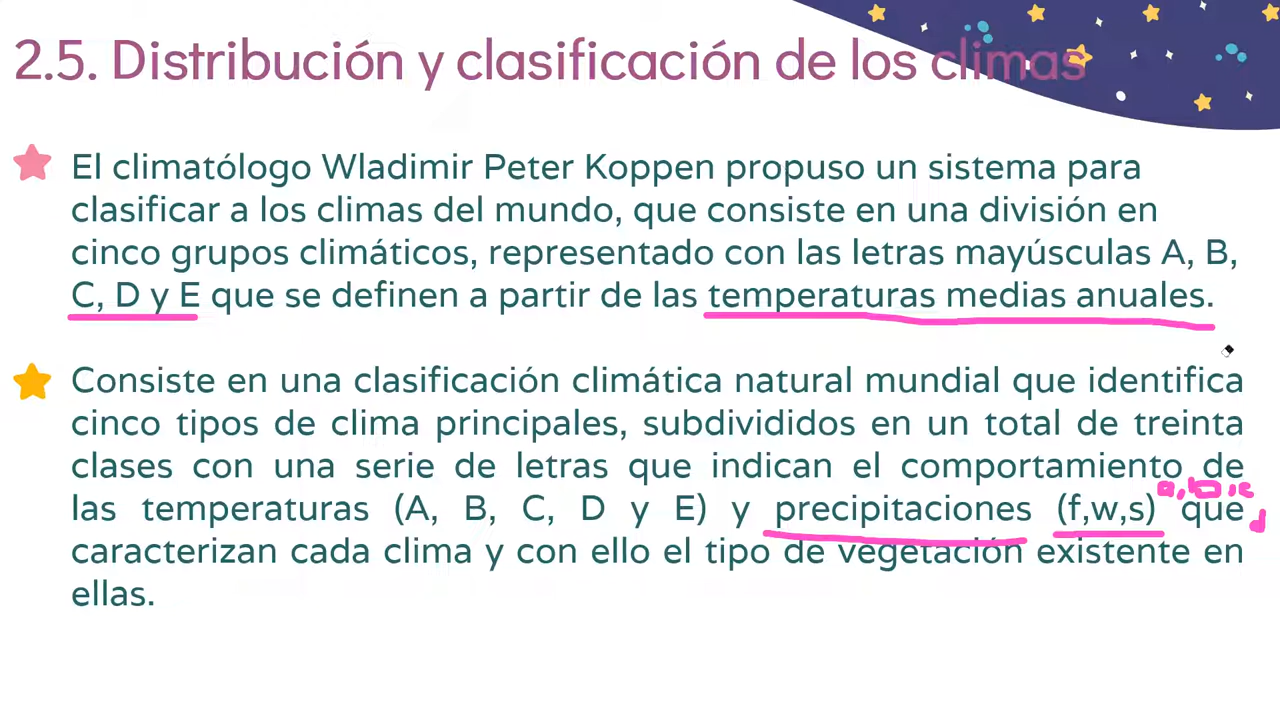 2.5. Distribución y clasificación de los climas
El climatólogo Wladimir Peter Koppen propuso un sistema para
clasificar a los climas del mundo, que consiste en una división en
cinco grupos climáticos, representado con las letras mayúsculas A, B,
C, D y E que se definen a partir de las temperaturas medias anuales.
Consiste en una clasificación climática natural mundial que identifica
cinco tipos de clima principales, subdivididos en un total de treinta
clases con una serie de letras que indican el comportamiento de
las temperaturas (A, B, C, D y E) y precipitaciones (f,w,s) a, b, c d que
caracterizan cada clima y con ello el tipo de vegetación existente en
ellas.